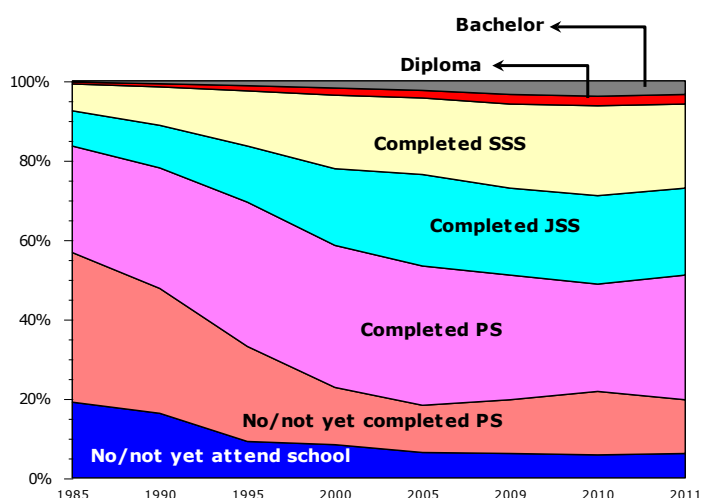 Bachelor
Diploma
100%
Completed SSS
80%
Completed JSS
60%
Completed PS
40%
20%
No/not yet completed PS
No/not yet attend school
0%
1985 1990 1995 2000 2005 2009 2010 2011